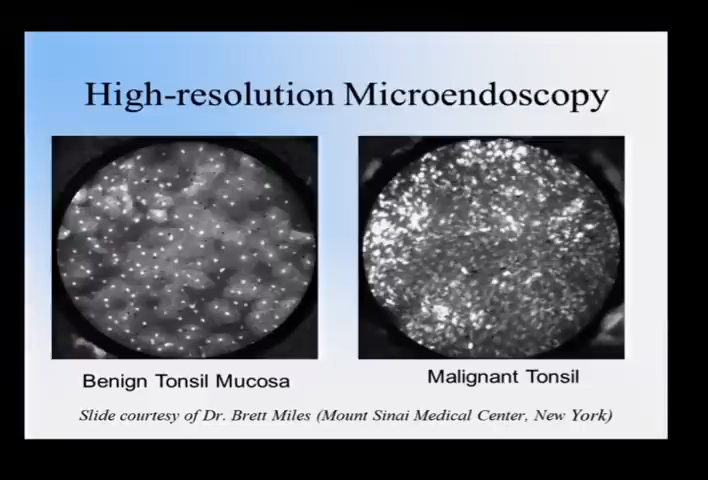 High-resolution Microendoscopy
Benign Tonsil Mucosa
Malignant Tonsil
Slide courtesy of Dr. Brett Miles (Mount Sinai Medical Center, New York)